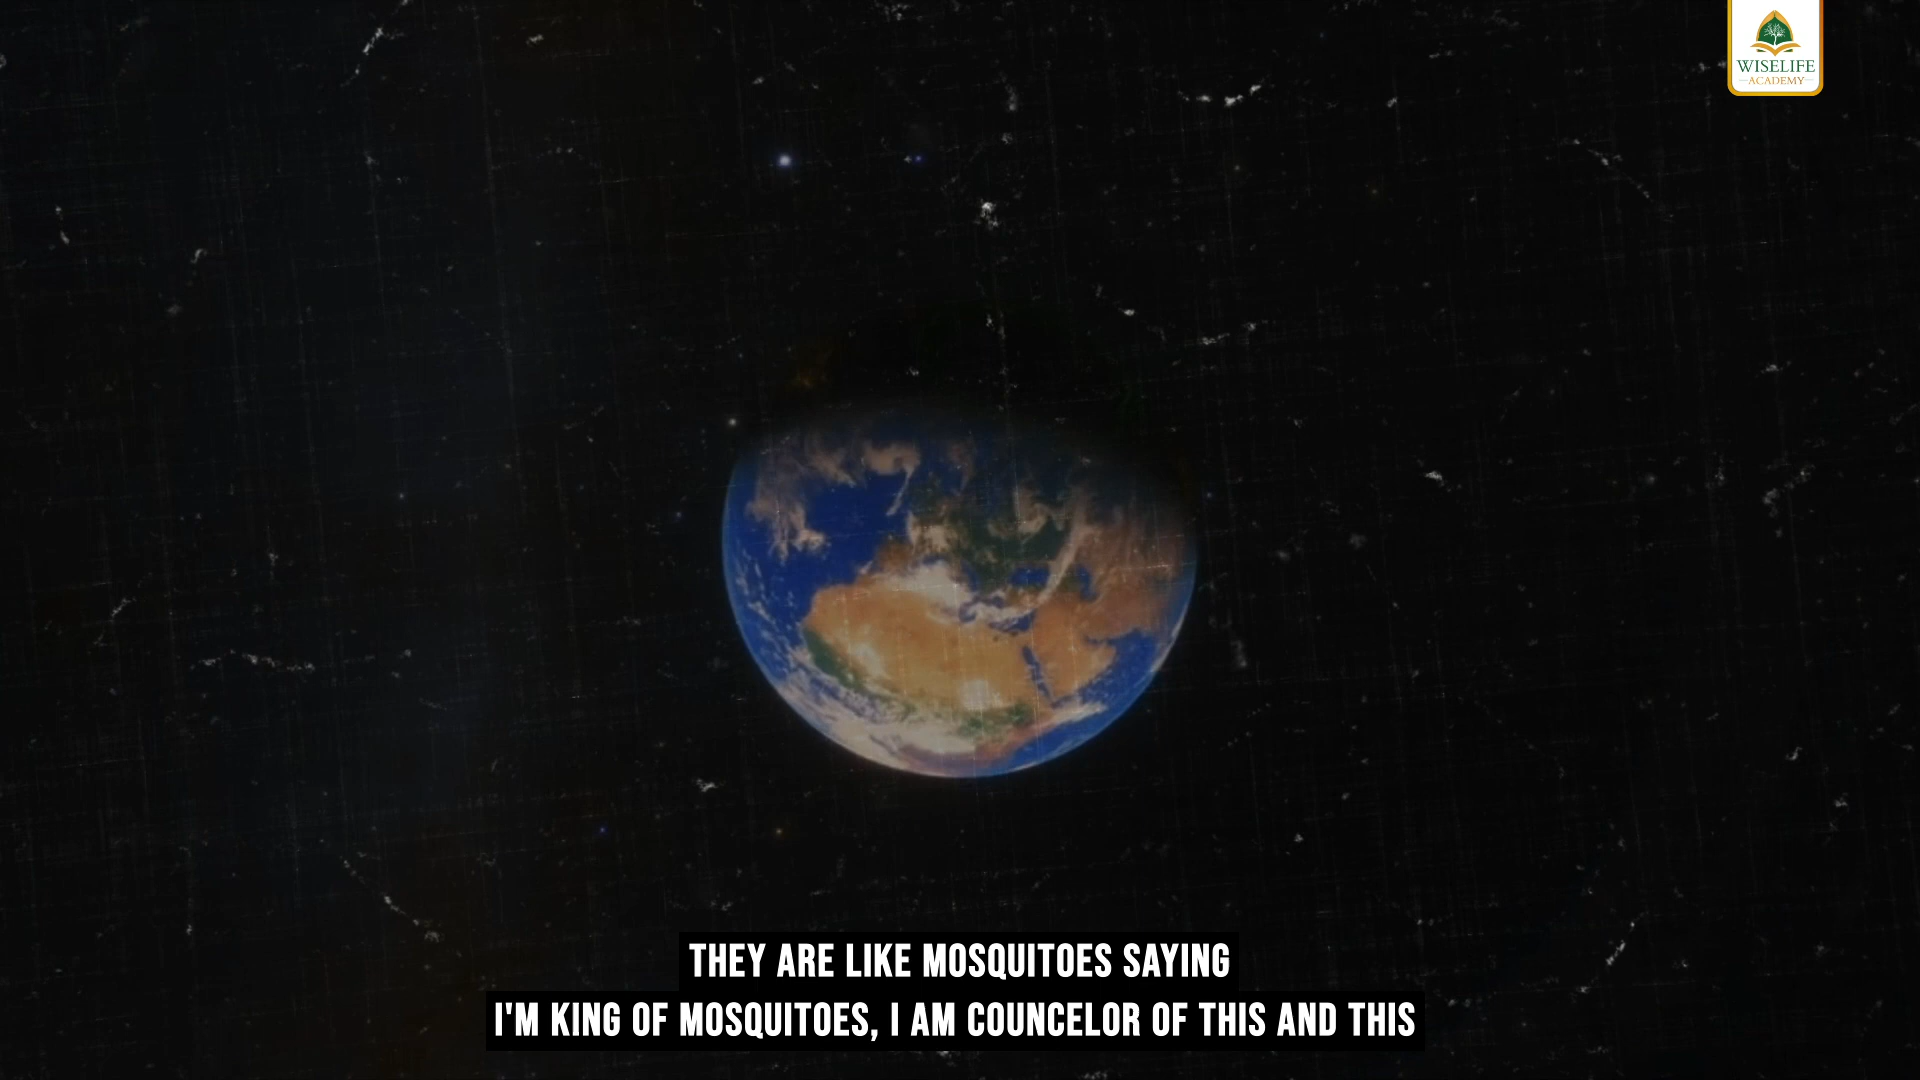 WISELIFE
ACADEMY
THEY ARE LIKE MOSQUITOES SAYING
I'M KING OF MOSQUITOES, I AM COUNCELOR OF THIS AND THIS